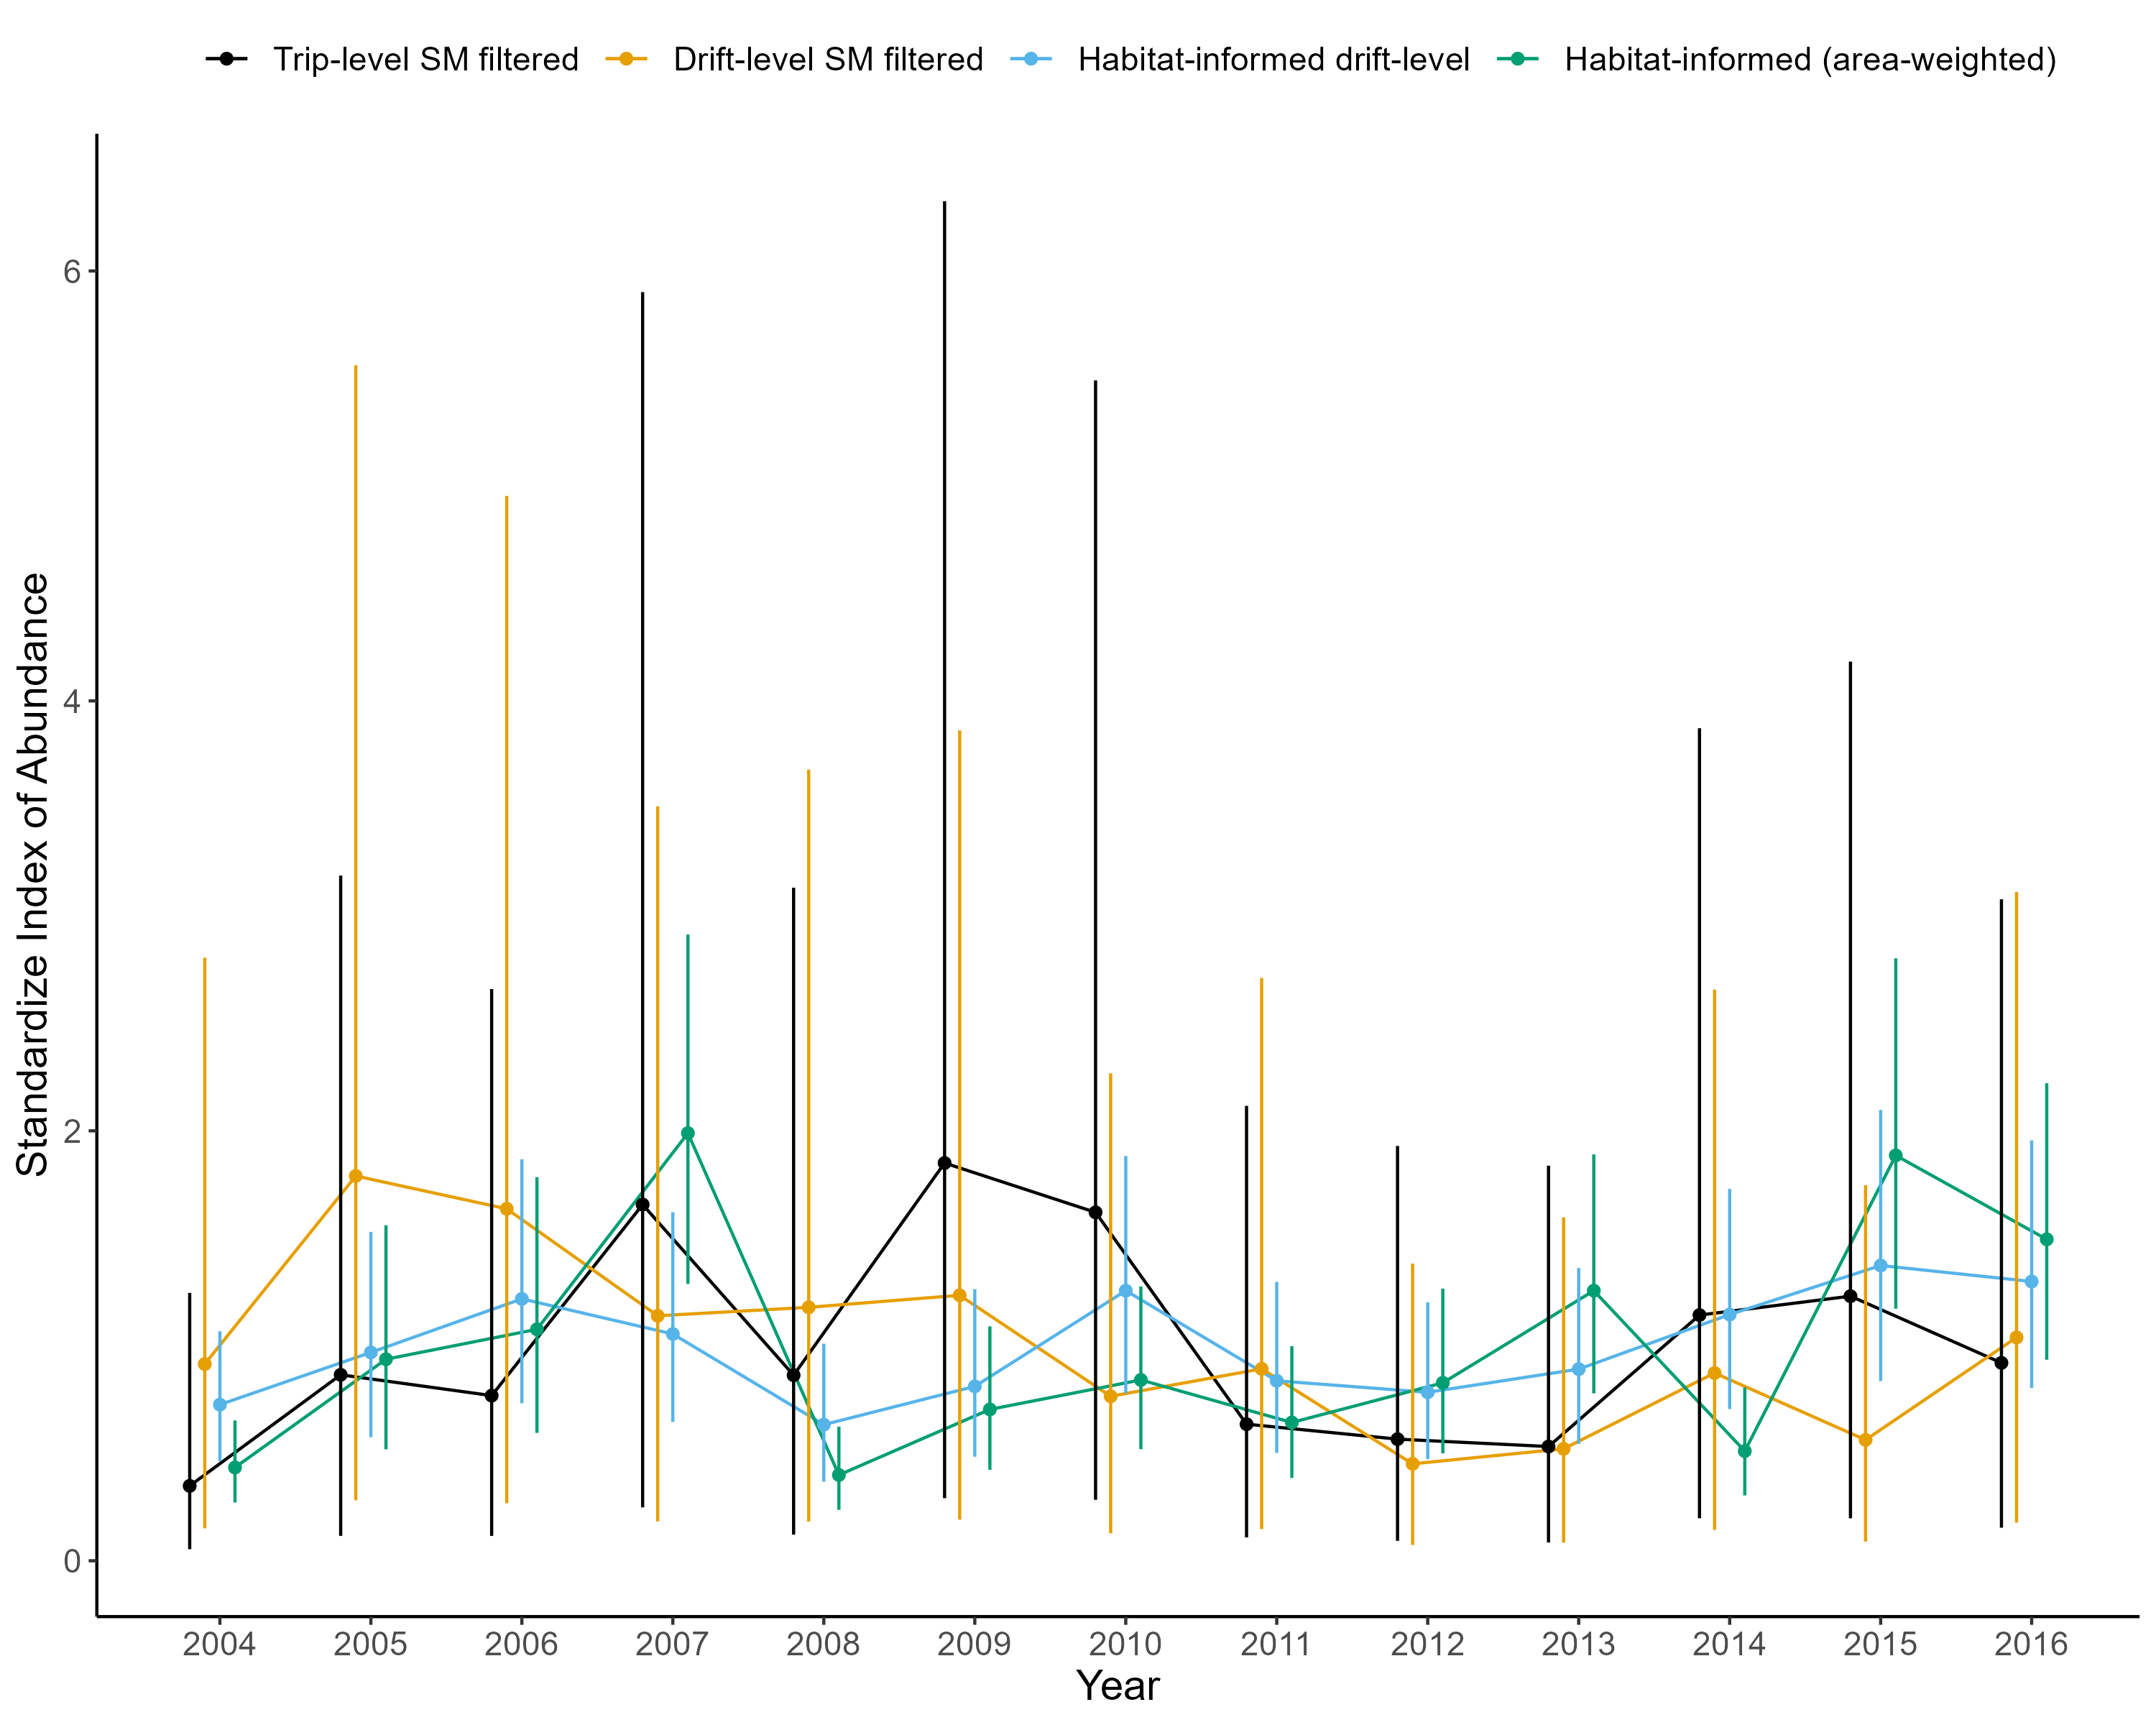 Trip-level SM filtered Drift-level SM filtered Habitat-informed drift-level Habitat-informed (area-weighted)
Standardize Index of Abundance
6
4
2
0
2004 2005 2006 2007 2008 2009 2010 2011 2012 2013 2014 2015 2016
Year